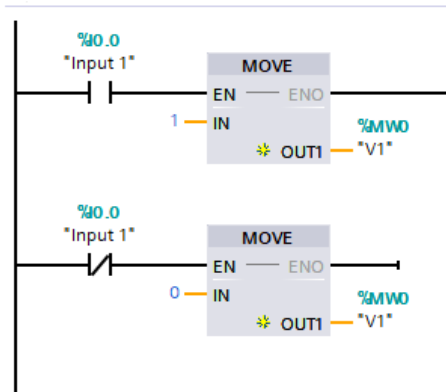 %I0.0
"Input 1"
MOVE
EN ENO
1 IN
%MW0
OUT1 "V1"
%I0.0
"Input 1"
MOVE
EN ENO
0 IN
%MW0
OUT1 "V1"